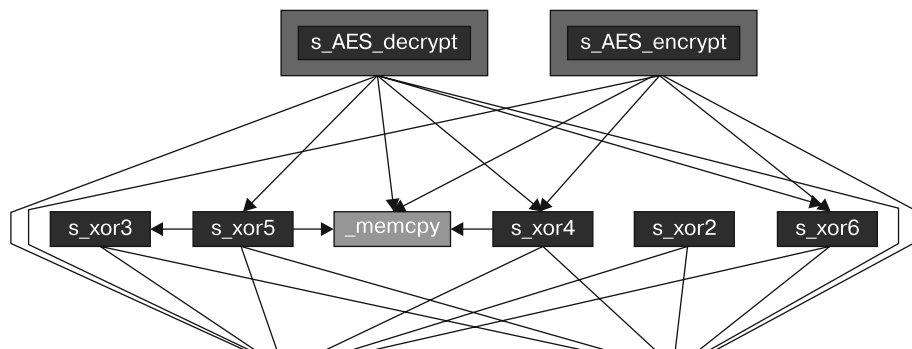 s_AES_decrypt
s_AES_encrypt
s_xor3
s_xor5
_memcpy
s_xor4
s_xor2
s_xor6